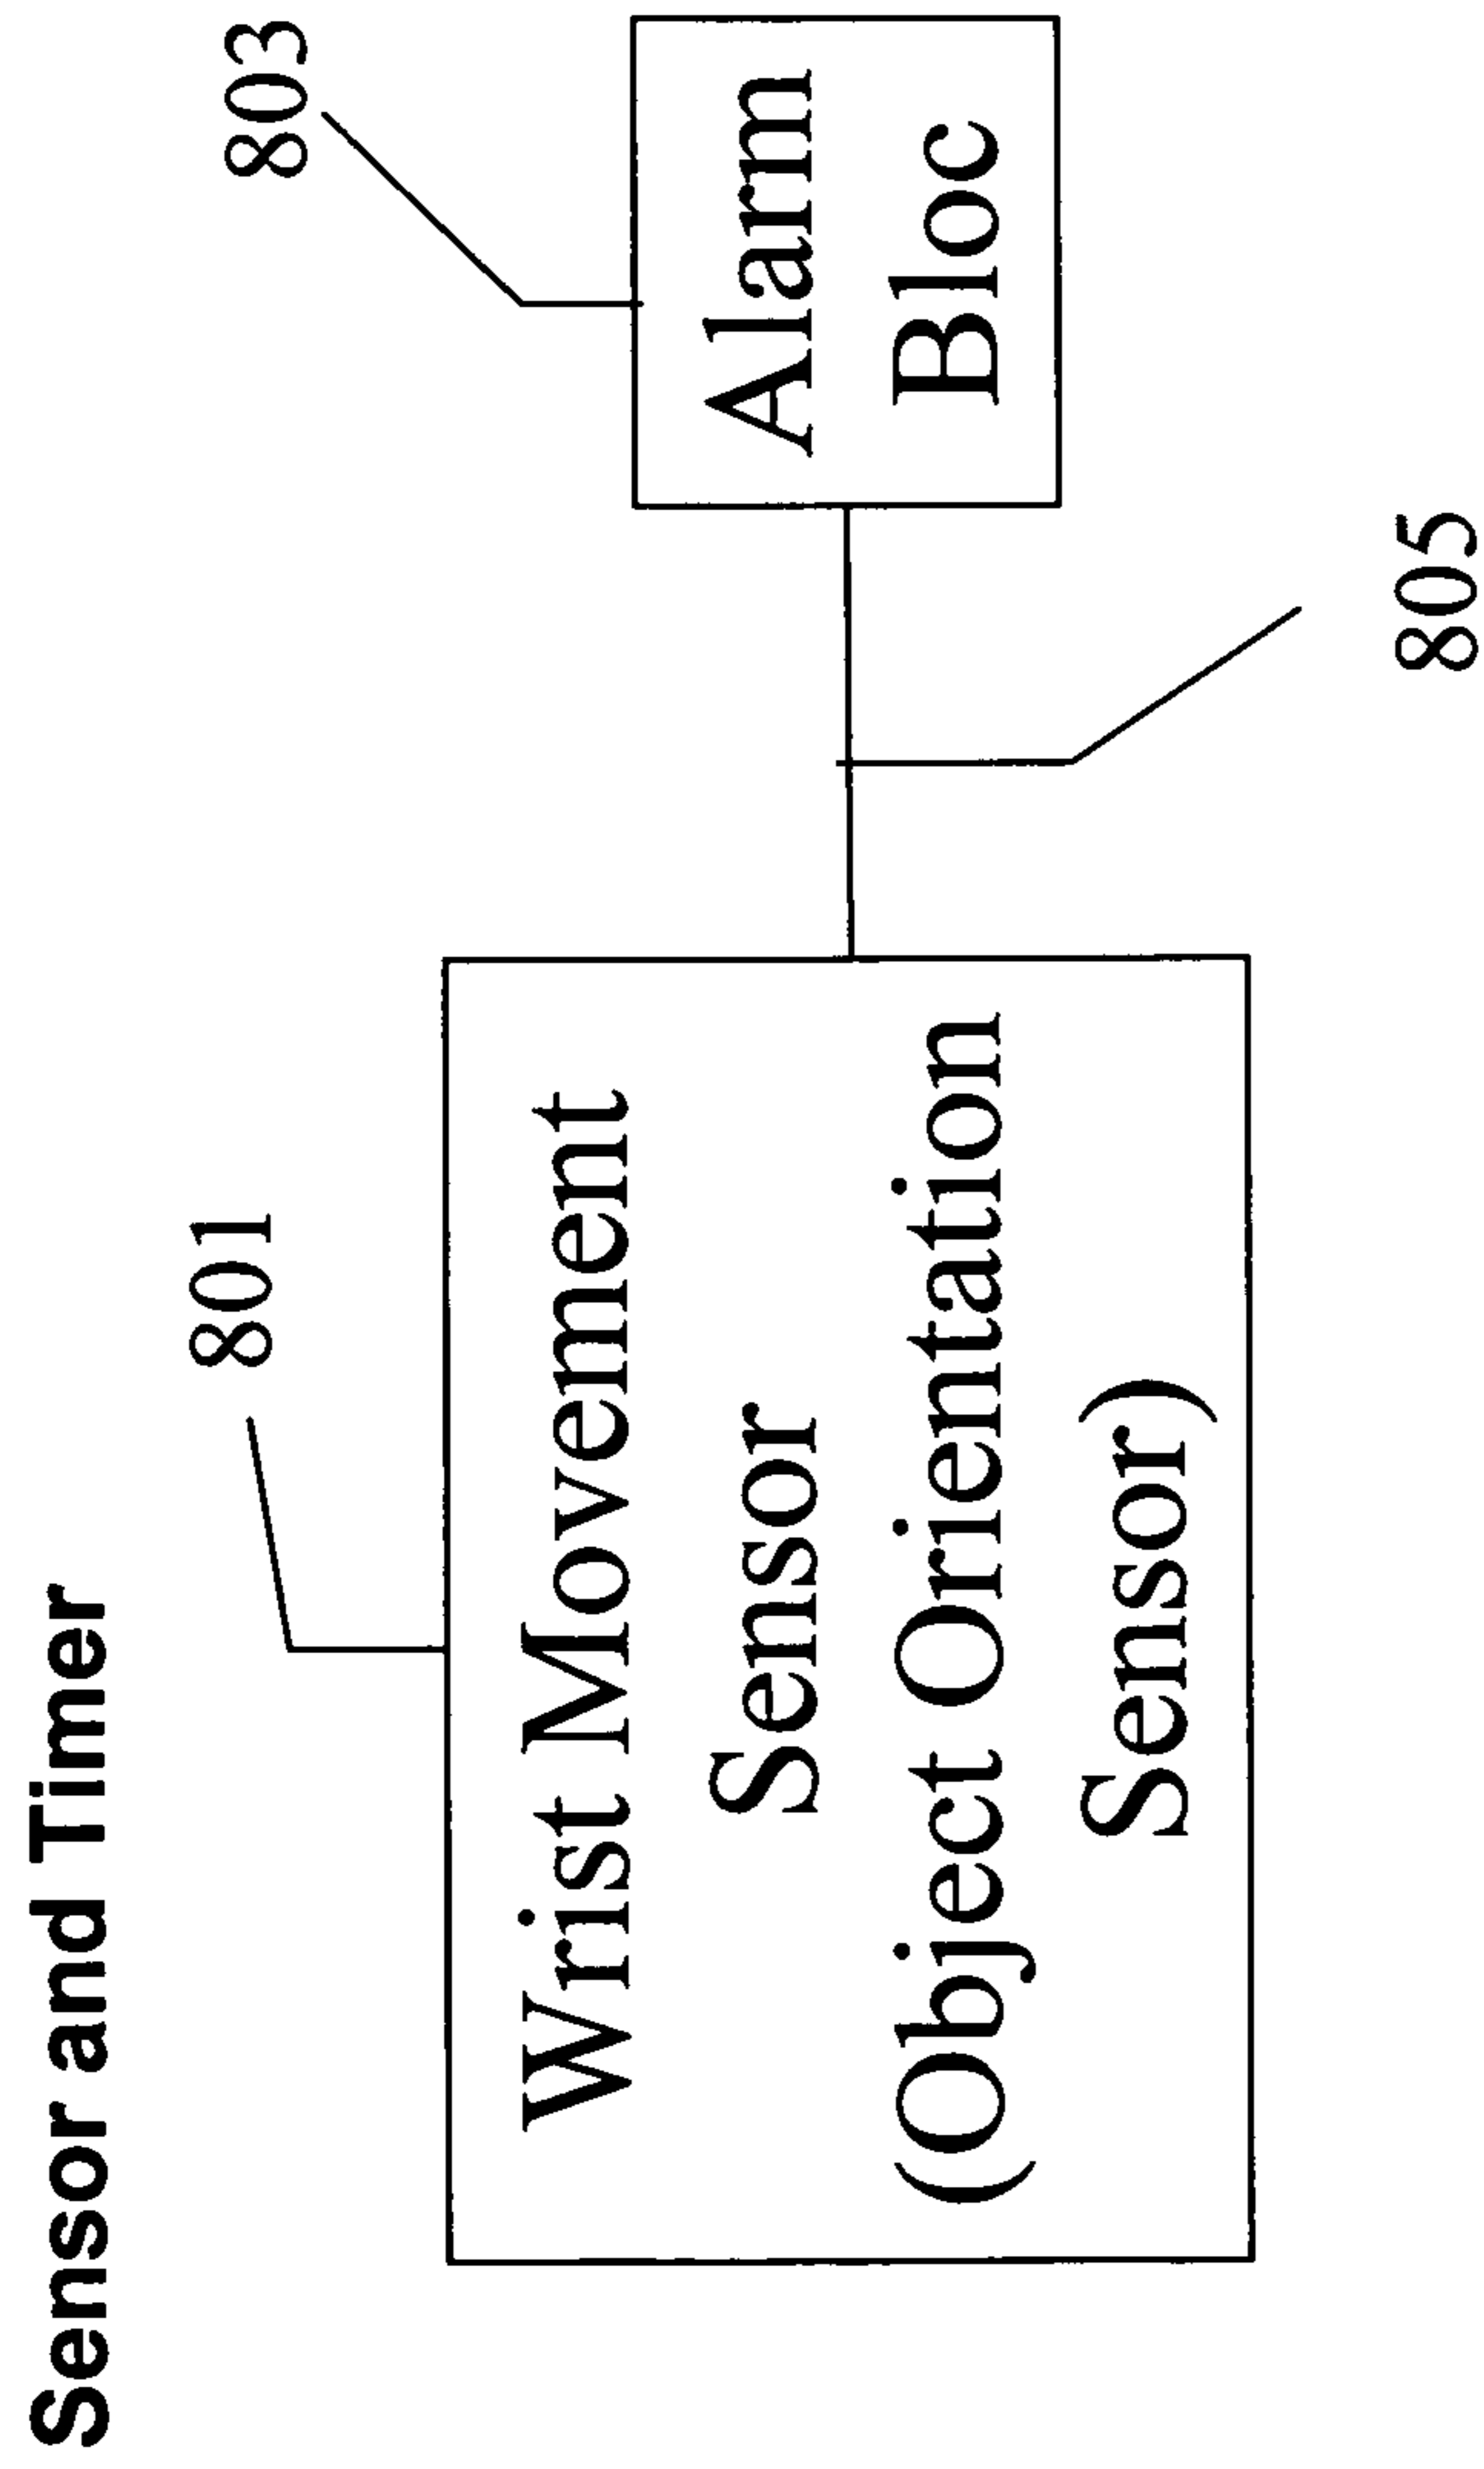 Sensor and Timer
801
803
Wrist Movement
Sensor
(Object Orientation
Sensor)
Alarm
Bloc
805